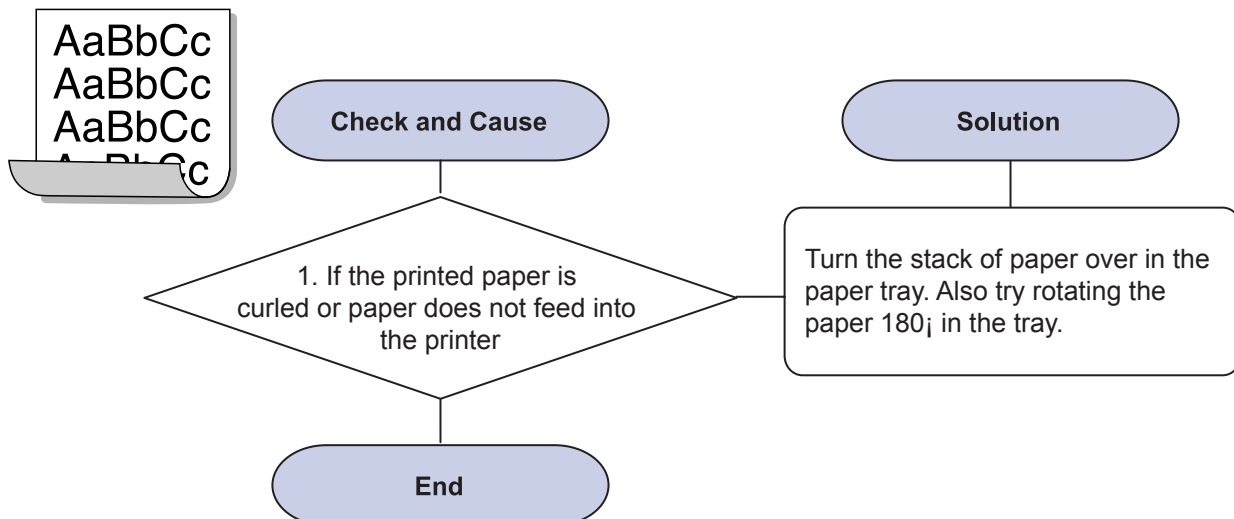 AaBbCc
AaBbCc
AaBbCc
AaBbCc
Check and Cause
Solution
1. If the printed paper is
curled or paper does not feed into
the printer
Turn the stack of paper over in the
paper tray. Also try rotating the
paper 180¡ in the tray.
End